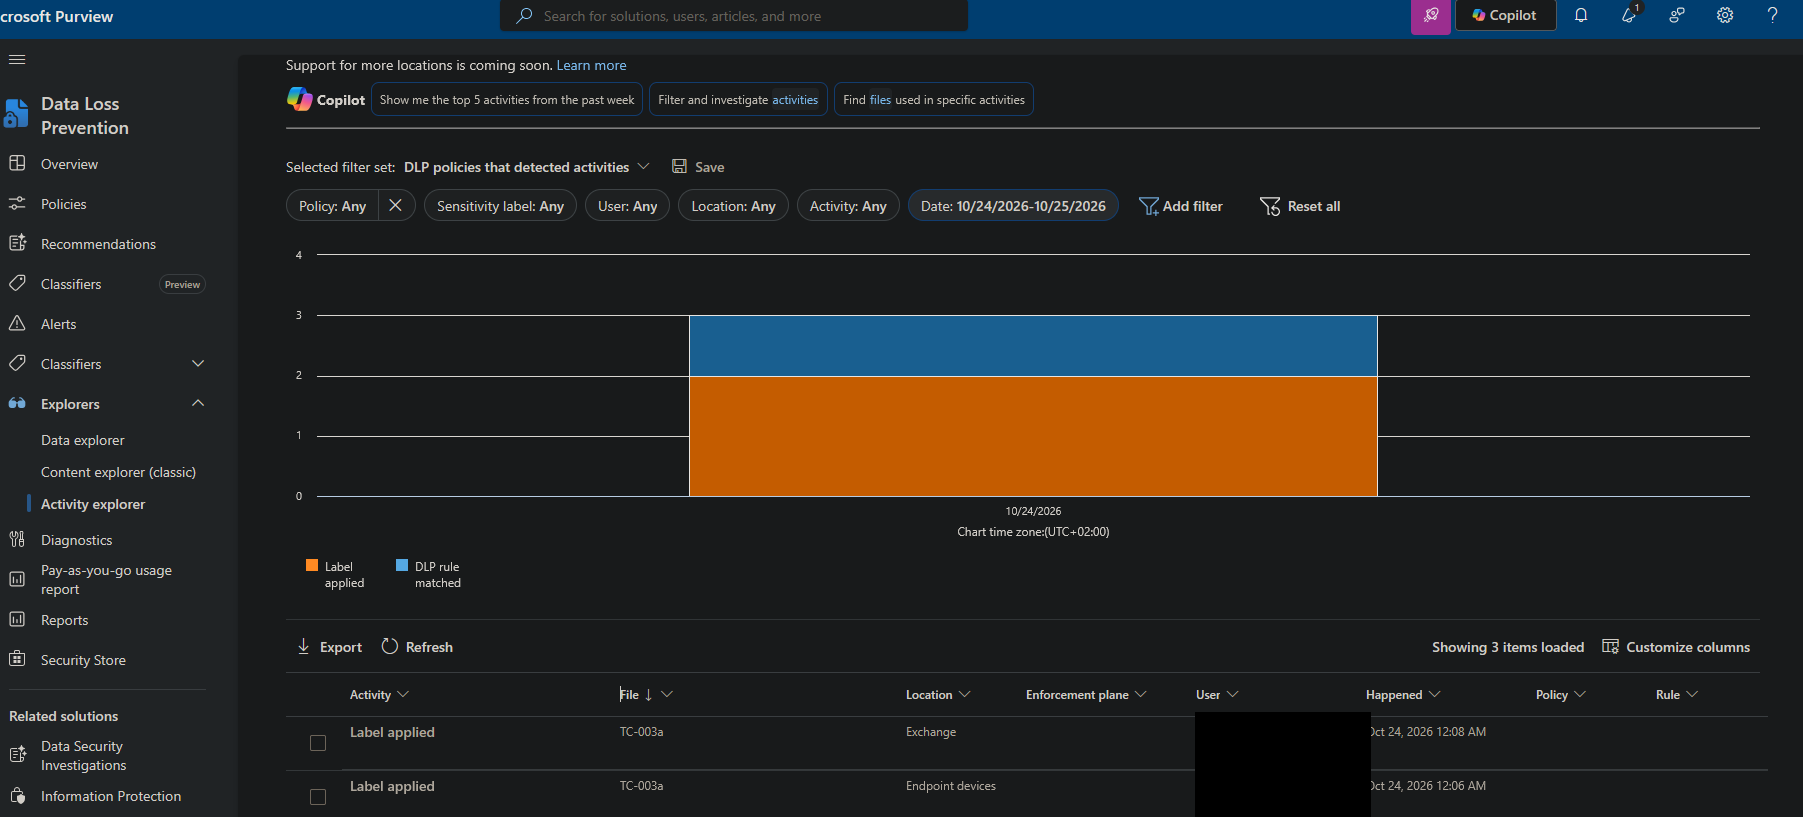 crosoft Purview
Search for solutions, users, articles, and more
Copilot
1
?
Data Loss
Prevention
Overview
Policies
Recommendations
Classifiers Preview
Alerts
Classifiers
Explorers
Data explorer
Content explorer (classic)
Activity explorer
Diagnostics
Pay-as-you-go usage
report
Reports
Security Store
Related solutions
Data Security
Investigations
Information Protection
Support for more locations is coming soon. Learn more
Copilot Show me the top 5 activities from the past week Filter and investigate activities Find files used in specific activities
Selected filter set: DLP policies that detected activities Save
Policy: Any Sensitivity label: Any User: Any Location: Any Activity: Any Date: 10/24/2026-10/25/2026 Add filter Reset all
4
3
2
1
0
10/24/2026
Chart time zone:(UTC+02:00)
Label
applied
DLP rule
matched
Export Refresh Showing 3 items loaded Customize columns
Activity File Location Enforcement plane User Happened Policy Rule
Label applied TC-003a Exchange Oct 24, 2026 12:08 AM
Label applied TC-003a Endpoint devices Oct 24, 2026 12:06 AM